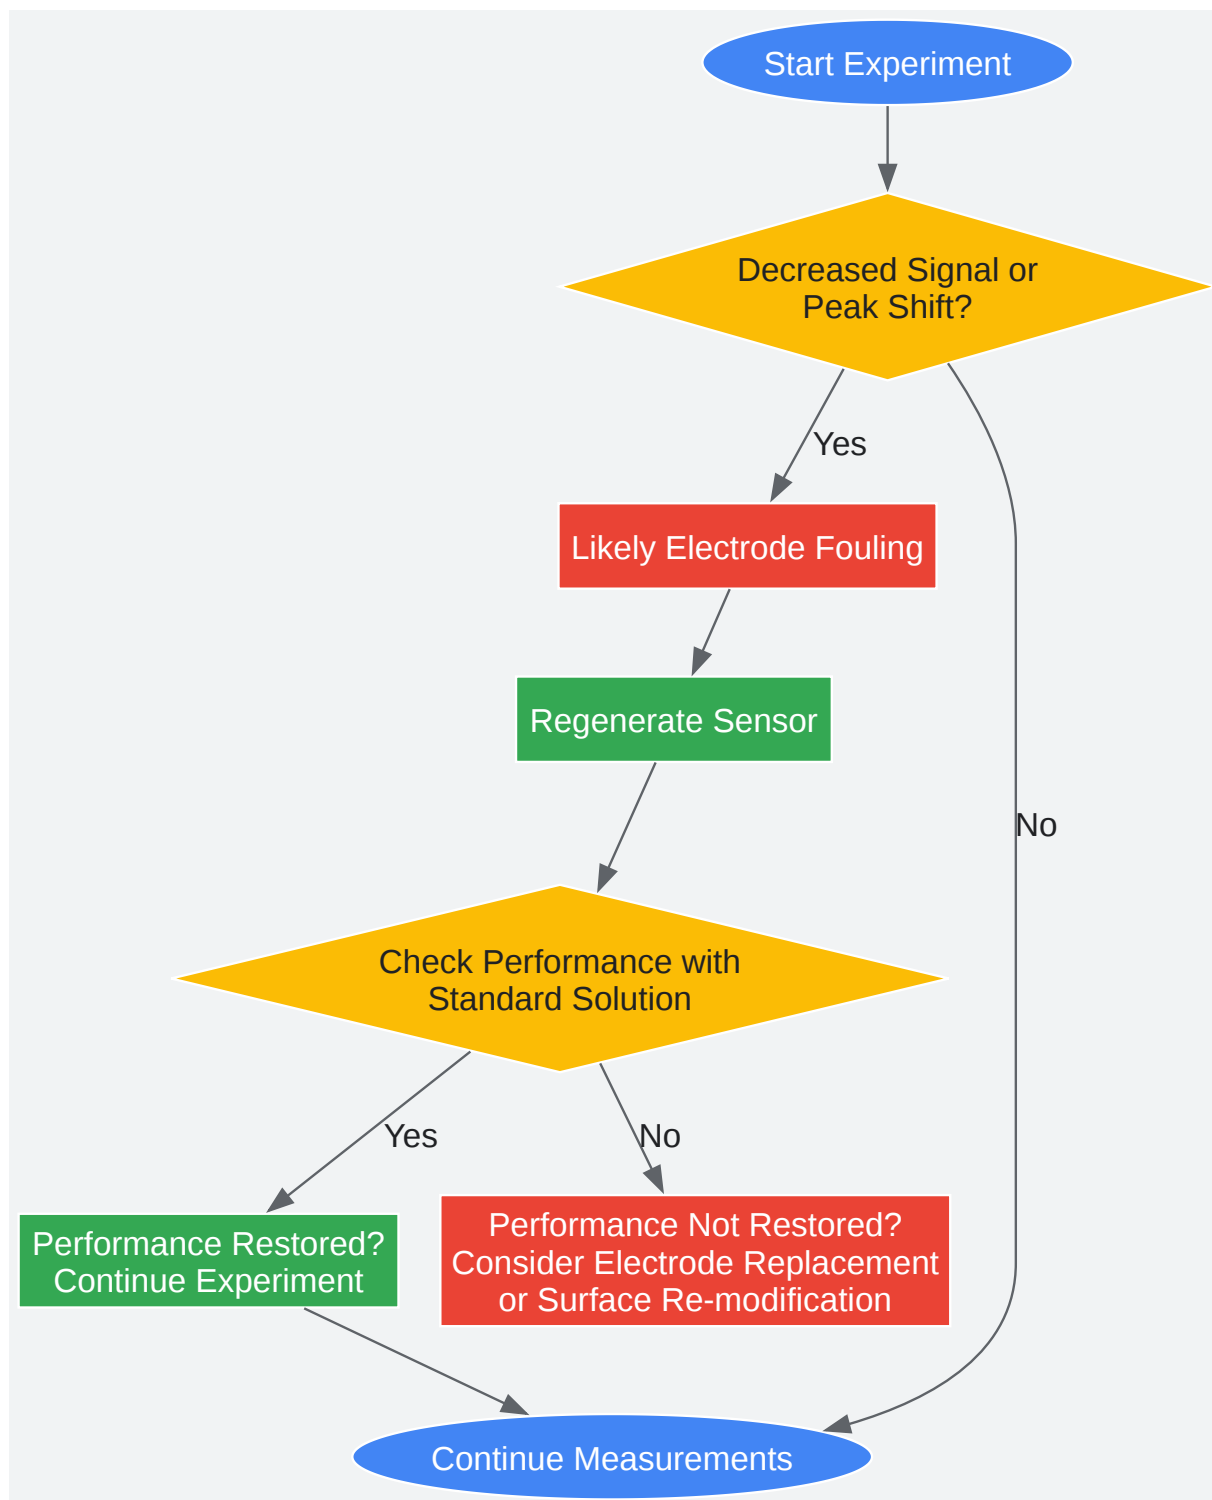 Start Experiment
Decreased Signal or
Peak Shift?
Yes
Likely Electrode Fouling
Regenerate Sensor
No
Check Performance with
Standard Solution
Yes
No
Performance Restored?
Continue Experiment
Performance Not Restored?
Consider Electrode Replacement
or Surface Re-modification
Continue Measurements